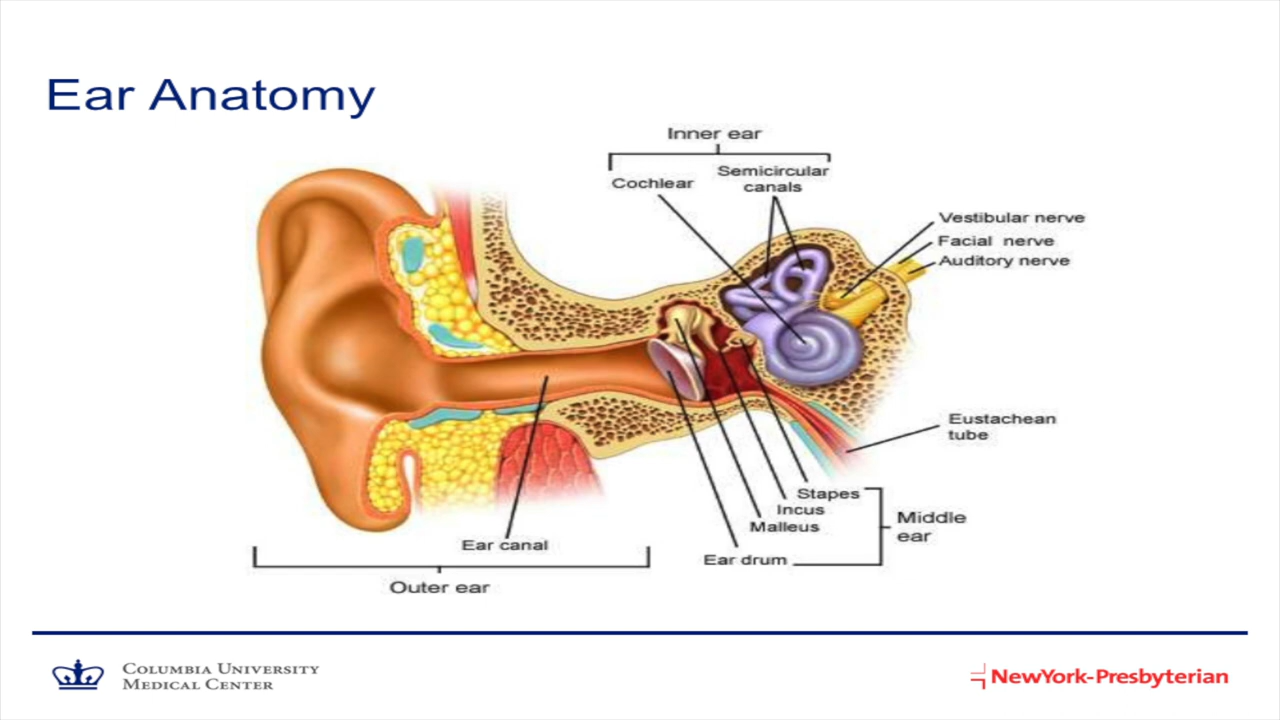 Ear Anatomy
Inner ear
Cochlear
Semicircular
canals
Vestibular nerve
Facial nerve
Auditory nerve
Eustachean
tube
Stapes
Incus
Malleus
Ear drum
Middle
ear
Ear canal
Outer ear
COLUMBIA UNIVERSITY
MEDICAL CENTER
NewYork-Presbyterian